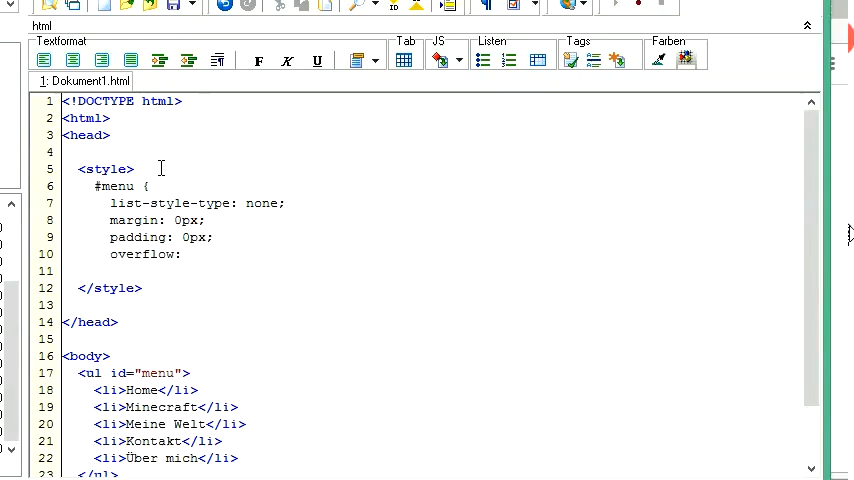 html
Textformat
Tab
JS
Listen
Tags
Farben
F K U
1: Dokument1.html
1 <!DOCTYPE html>
2 <html>
3 <head>
4
5 <style>
6 #menu {
7 list-style-type: none;
8 margin: 0px;
9 padding: 0px;
10 overflow:
11
12 </style>
13
14 </head>
15
16 <body>
17 <ul id="menu">
18 <li>Home</li>
19 <li>Minecraft</li>
20 <li>Meine Welt</li>
21 <li>Kontakt</li>
22 <li>Über mich</li>
23 </ul>